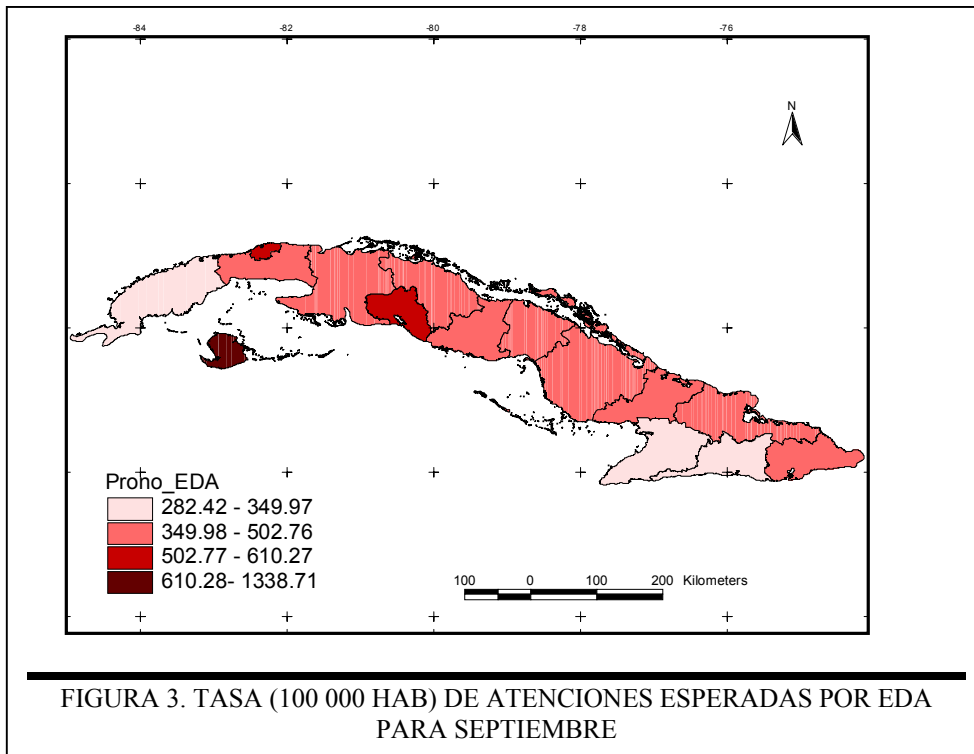 -84 -82 -80 -78 -76
N
Proño_EDA
282.42 - 349.97
349.98 - 502.76
502.77 - 610.27
610.28- 1338.71
100 0 100 200 Kilometers
FIGURA 3. TASA (100 000 HAB) DE ATENCIONES ESPERADAS POR EDA
PARA SEPTIEMBRE